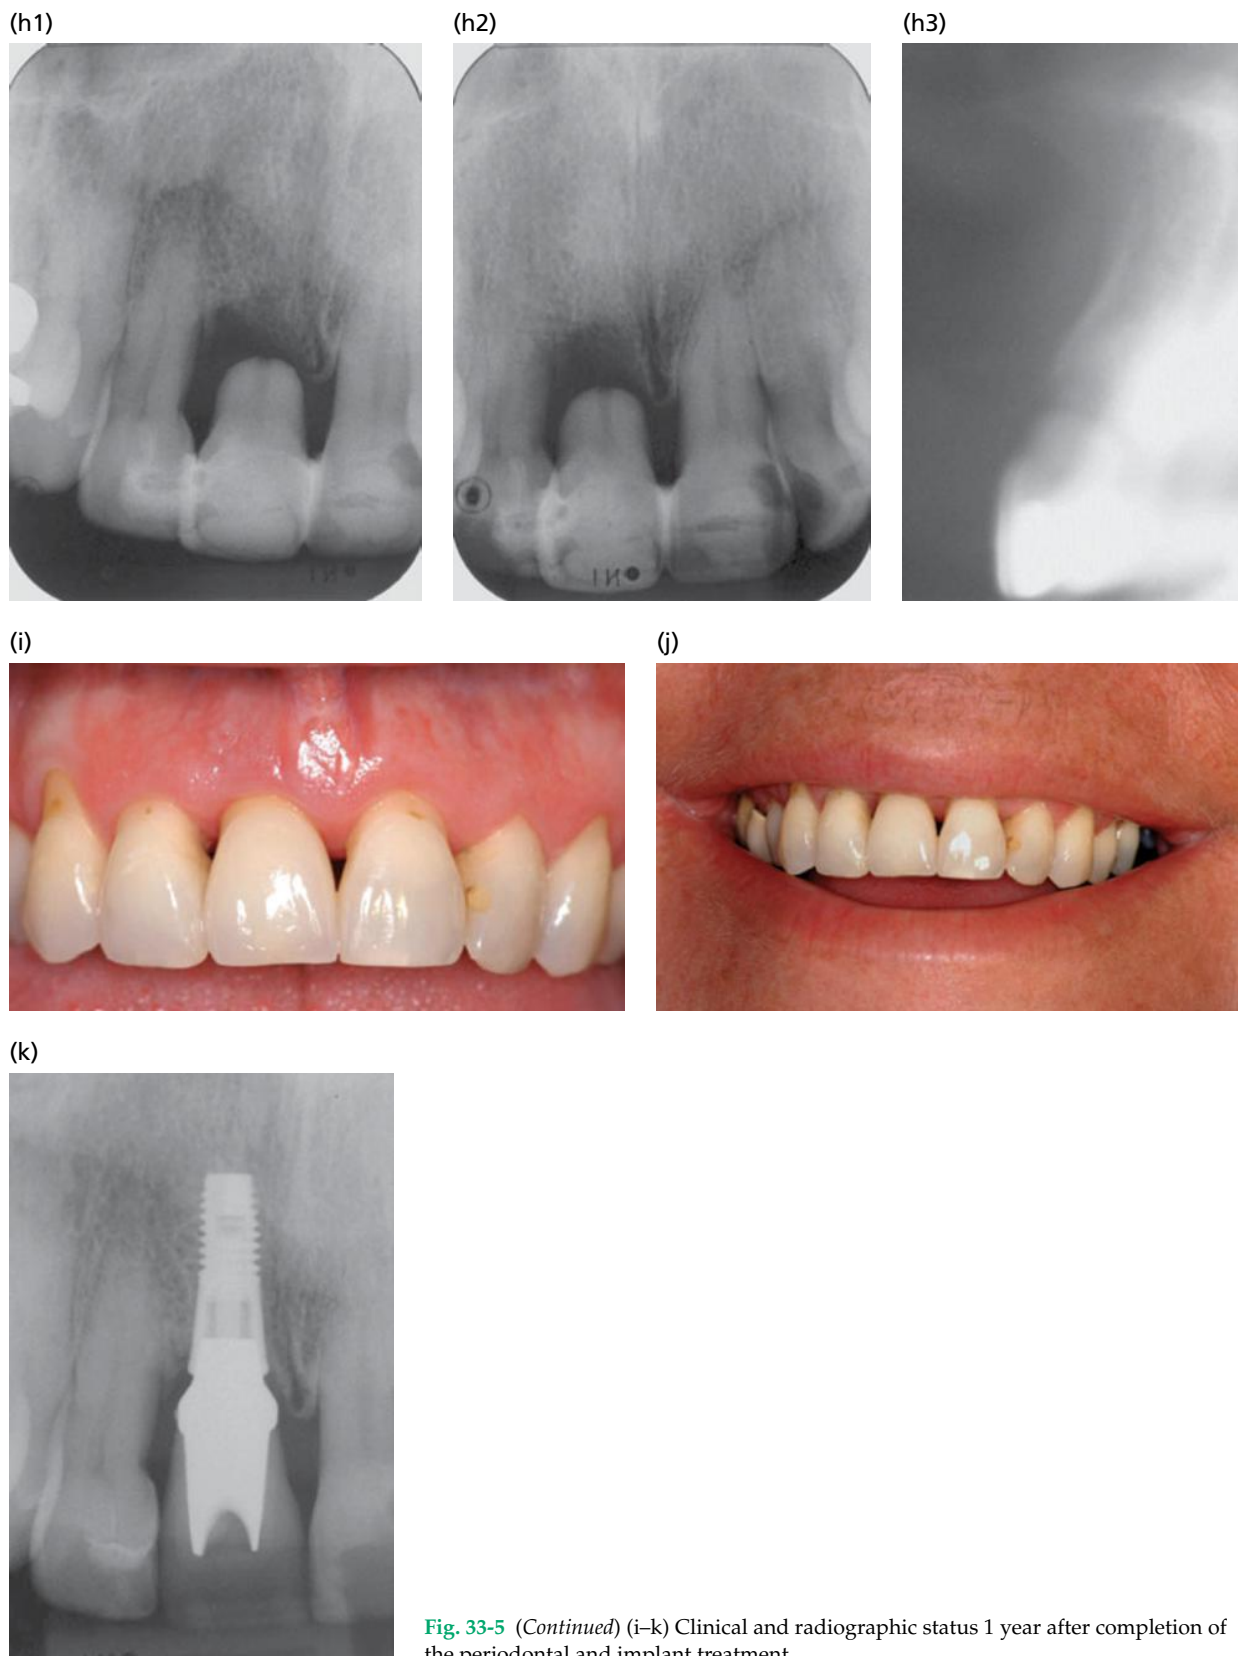 (h1)
(h2)
(h3)
(i)
(j)
(k)
Fig. 33-5 (Continued) (i–k) Clinical and radiographic status 1 year after completion of
the periodontal and implant treatment.